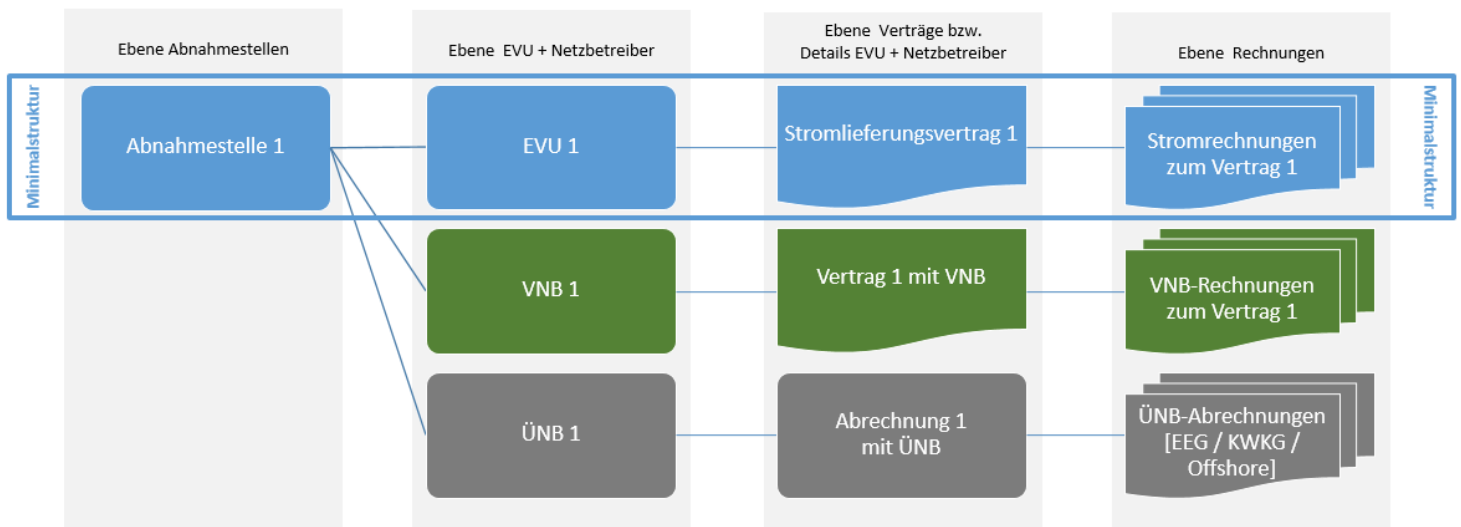 Ebene Abnahmestellen
Ebene EVU + Netzbetreiber
Ebene Verträge bzw.
Details EVU + Netzbetreiber
Ebene Rechnungen
Minimalstruktur
Abnahmestelle 1
EVU 1
Stromlieferungsvertrag 1
Stromrechnungen
zum Vertrag 1
Minimalstruktur
VNB 1
Vertrag 1 mit VNB
VNB-Rechnungen
zum Vertrag 1
ÜNB 1
Abrechnung 1
mit ÜNB
ÜNB-Abrechnungen
[EEG / KWKG /
Offshore]